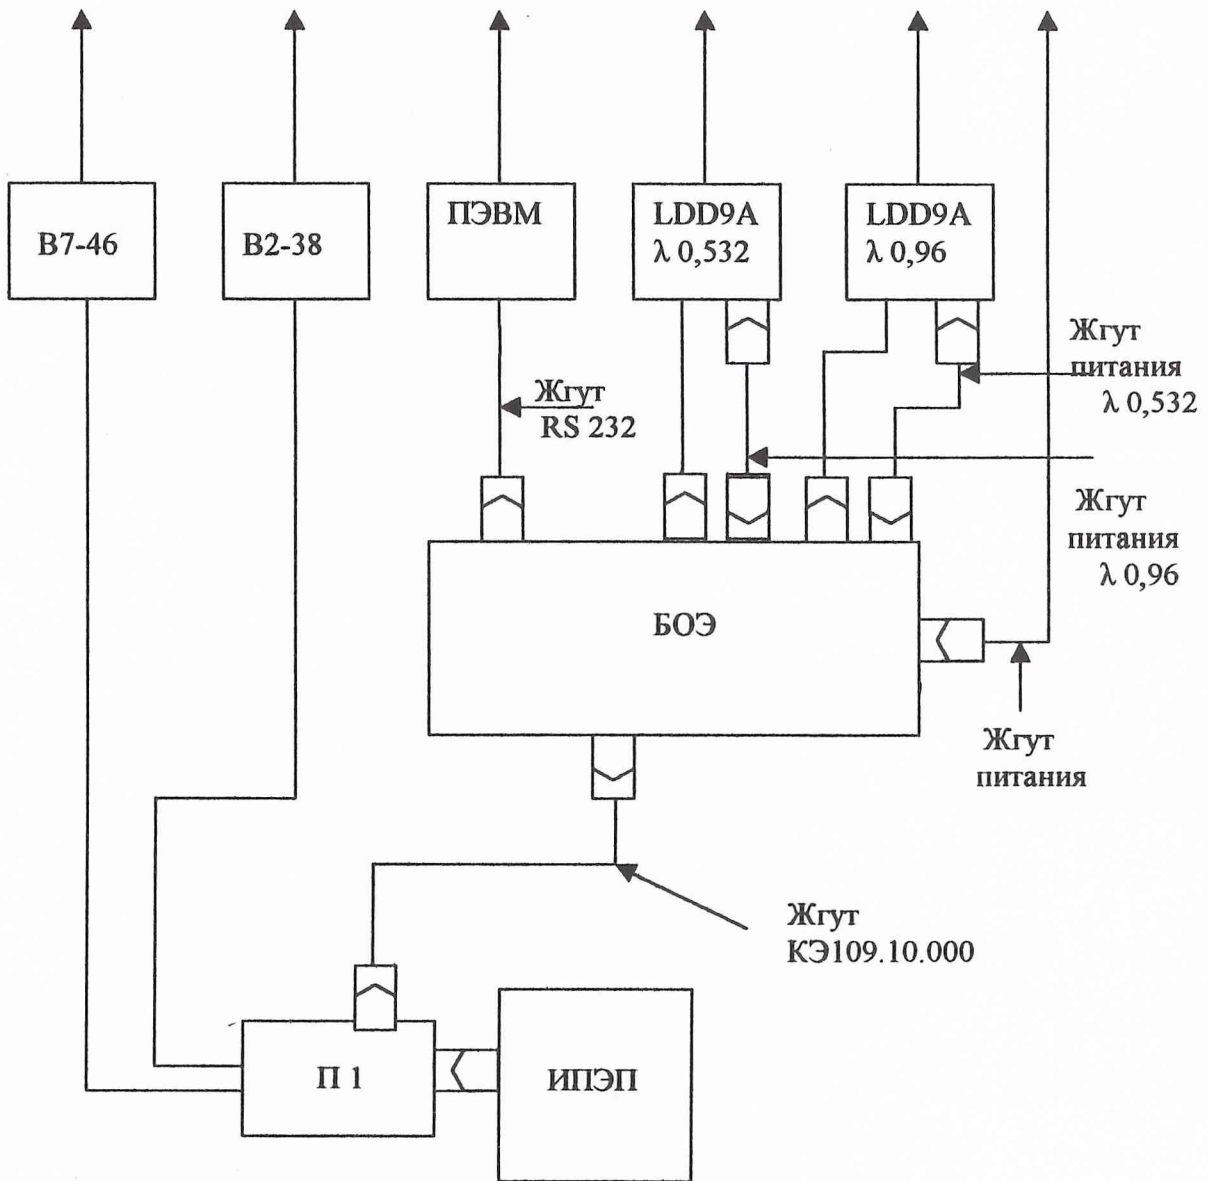 В7-46
В2-38
ПЭВМ
LDD9A
λ 0,532
LDD9A
λ 0,96
Жгут
питания
λ 0,532
Жгут
RS 232
Жгут
питания
λ 0,96
БОЭ
Жгут
питания
Жгут
КЭ109.10.000
П 1
ИПЭП